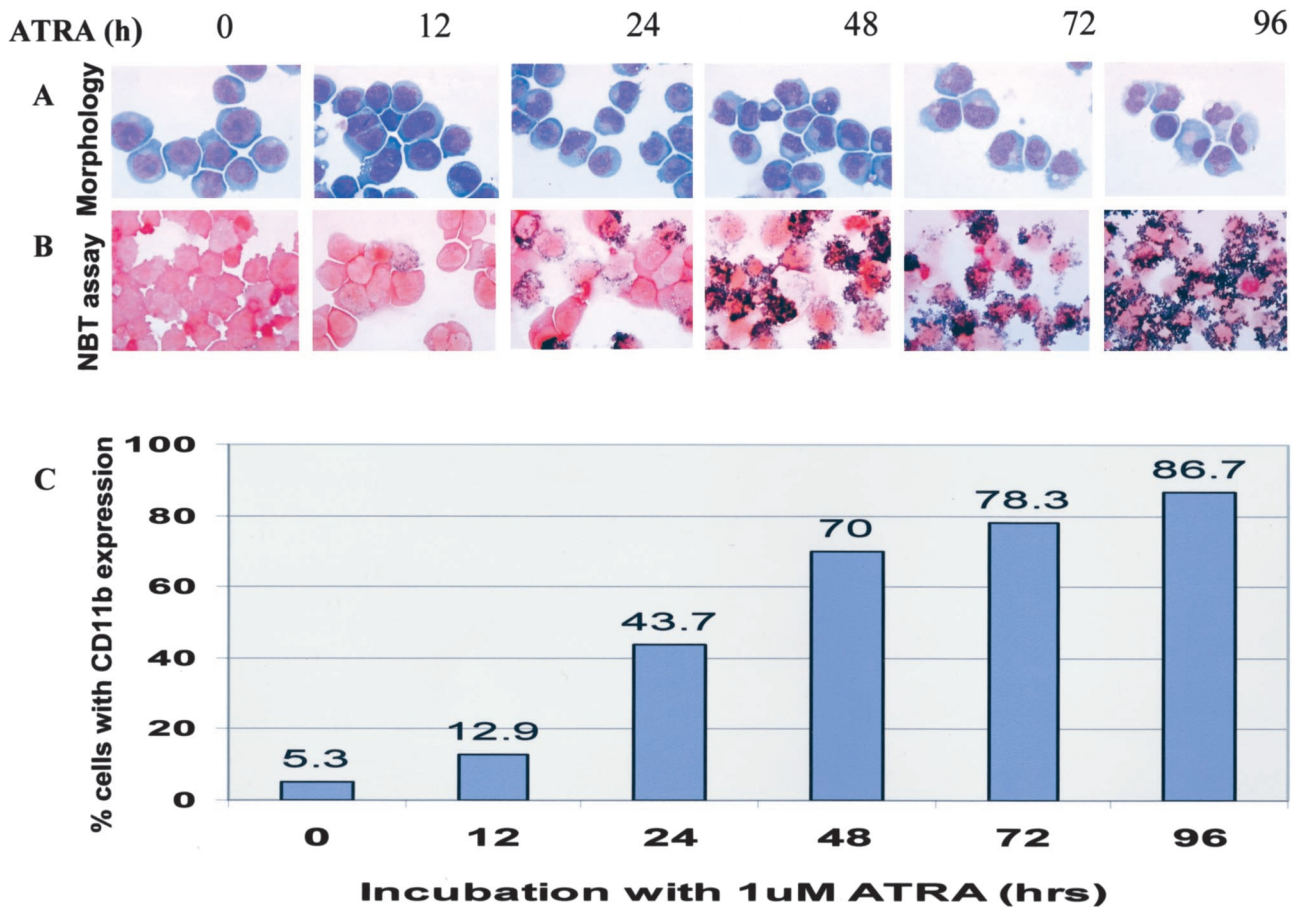 ATRA (h) 0 12 24 48 72 96
A
Morphology
B
NBT assay
C
% cells with CD11b expression
100
80
60
40
20
0
5.3
12.9
43.7
70
78.3
86.7
0 12 24 48 72 96
Incubation with 1uM ATRA (hrs)